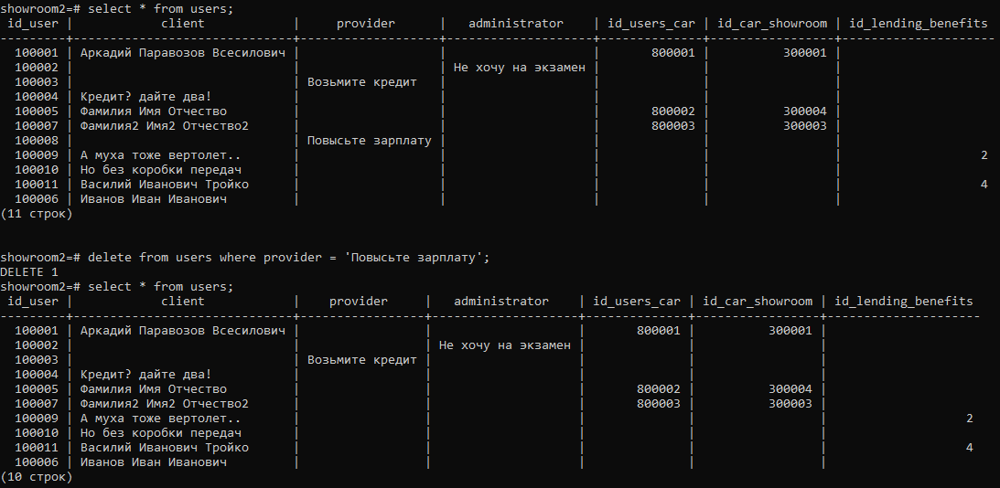 showroom2=# select * from users;
 id_user |            client            |     provider     |   administrator    | id_users_car | id_car_showroom | id_lending_benefits
---------+------------------------------+------------------+--------------------+--------------+-----------------+---------------------
  100001 | Аркадий Паравозов Всесилович |                  |                    |       800001 |          300001 |
  100002 |                              |                  | Не хочу на экзамен |              |                 |
  100003 |                              | Возьмите кредит  |                    |              |                 |
  100004 | Кредит? дайте два!           |                  |                    |              |                 |
  100005 | Фамилия Имя Отчество         |                  |                    |       800002 |          300004 |
  100007 | Фамилия2 Имя2 Отчество2      |                  |                    |       800003 |          300003 |
  100008 |                              | Повысьте зарплату |                    |              |                 |
  100009 | А муха тоже вертолет..       |                  |                    |              |                 |                   2
  100010 | Но без коробки передач       |                  |                    |              |                 |
  100011 | Василий Иванович Тройко      |                  |                    |              |                 |                   4
  100006 | Иванов Иван Иванович         |                  |                    |              |                 |
(11 строк)
showroom2=# delete from users where provider = 'Повысьте зарплату';
DELETE 1
showroom2=# select * from users;
 id_user |            client            |    provider     |   administrator    | id_users_car | id_car_showroom | id_lending_benefits
---------+------------------------------+-----------------+--------------------+--------------+-----------------+---------------------
  100001 | Аркадий Паравозов Всесилович |                 |                    |       800001 |          300001 |
  100002 |                              |                 | Не хочу на экзамен |              |                 |
  100003 |                              | Возьмите кредит |                    |              |                 |
  100004 | Кредит? дайте два!           |                 |                    |              |                 |
  100005 | Фамилия Имя Отчество         |                 |                    |       800002 |          300004 |
  100007 | Фамилия2 Имя2 Отчество2      |                 |                    |       800003 |          300003 |
  100009 | А муха тоже вертолет..       |                 |                    |              |                 |                   2
  100010 | Но без коробки передач       |                 |                    |              |                 |
  100011 | Василий Иванович Тройко      |                 |                    |              |                 |                   4
  100006 | Иванов Иван Иванович         |                 |                    |              |                 |
(10 строк)